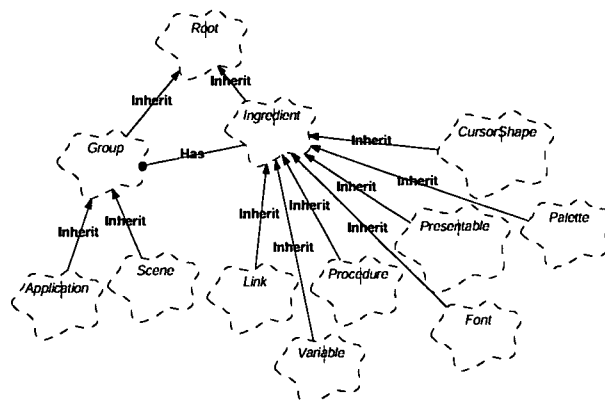 Root
Inherit
Inherit
Ingredient
CursorShape
Inherit
Group
Has
Inherit
Inherit
Inherit
Presentable
Palette
Inherit
Inherit
Inherit
Inherit
Inherit
Application
Scene
Link
Procedure
Font
Variable